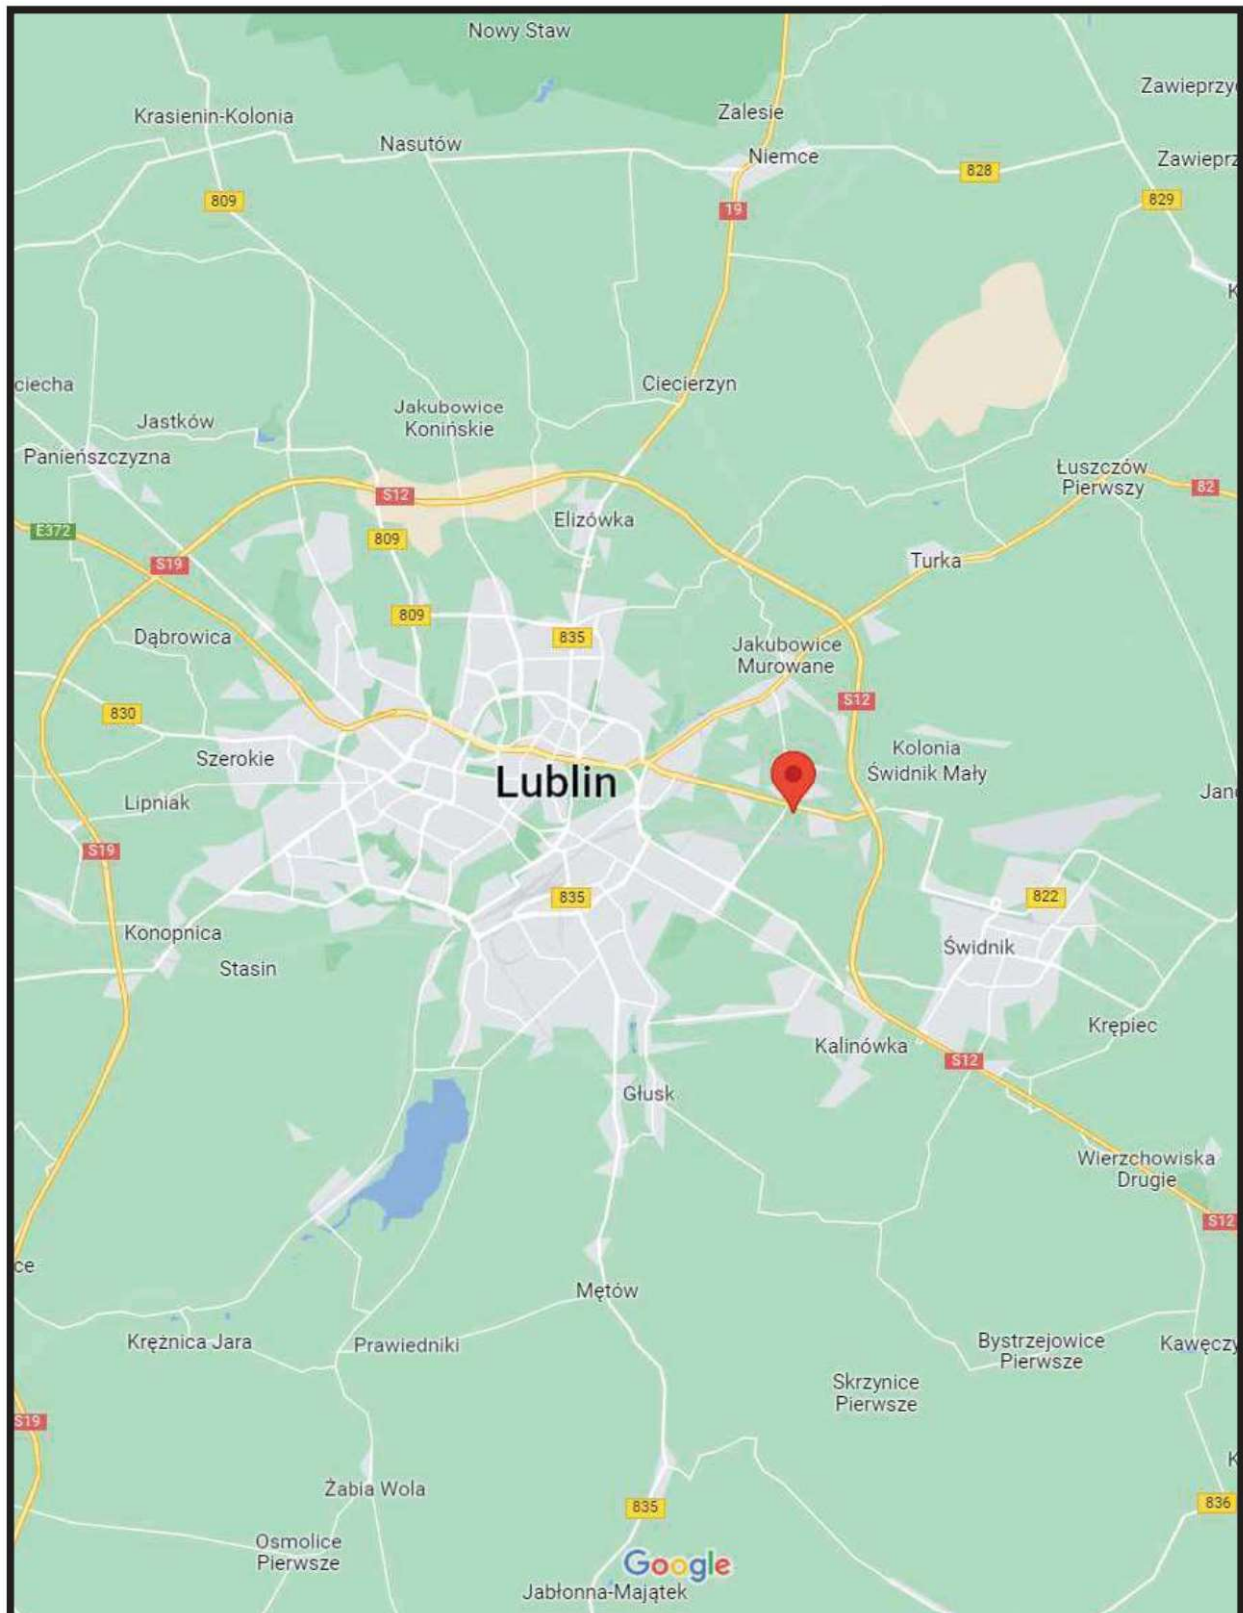 Nowy Staw
Zawieprzy
Zalesie
Krasienin-Kolonia
Nasutów
Niemce
Zawieprz
828
829
809
19
K
Ciecierzyn
ciecha
Jakubowice
Konińskie
Jastków
Panieńszczyzna
Łuszczów
Pierwszy
82
S12
Elizówka
E372
809
S19
Turka
809
835
Dąbrowica
Jakubowice
Murowane
S12
830
Szerokie
Kolonia
Świdnik Mały
Lublin
Lipniak
Jano
S19
835
822
Konopnica
Świdnik
Stasin
Krępiec
Kalinówka
S12
Głusk
Wierzchowiska
Drugie
S12
ce
Mętów
Krężnica Jara
Prawiedniki
Bystrzejowice
Pierwsze
Kawęczy
Skrzynice
Pierwsze
S19
K
Żabia Wola
835
836
Osmolice
Pierwsze
Google
Jabłonna-Majątek